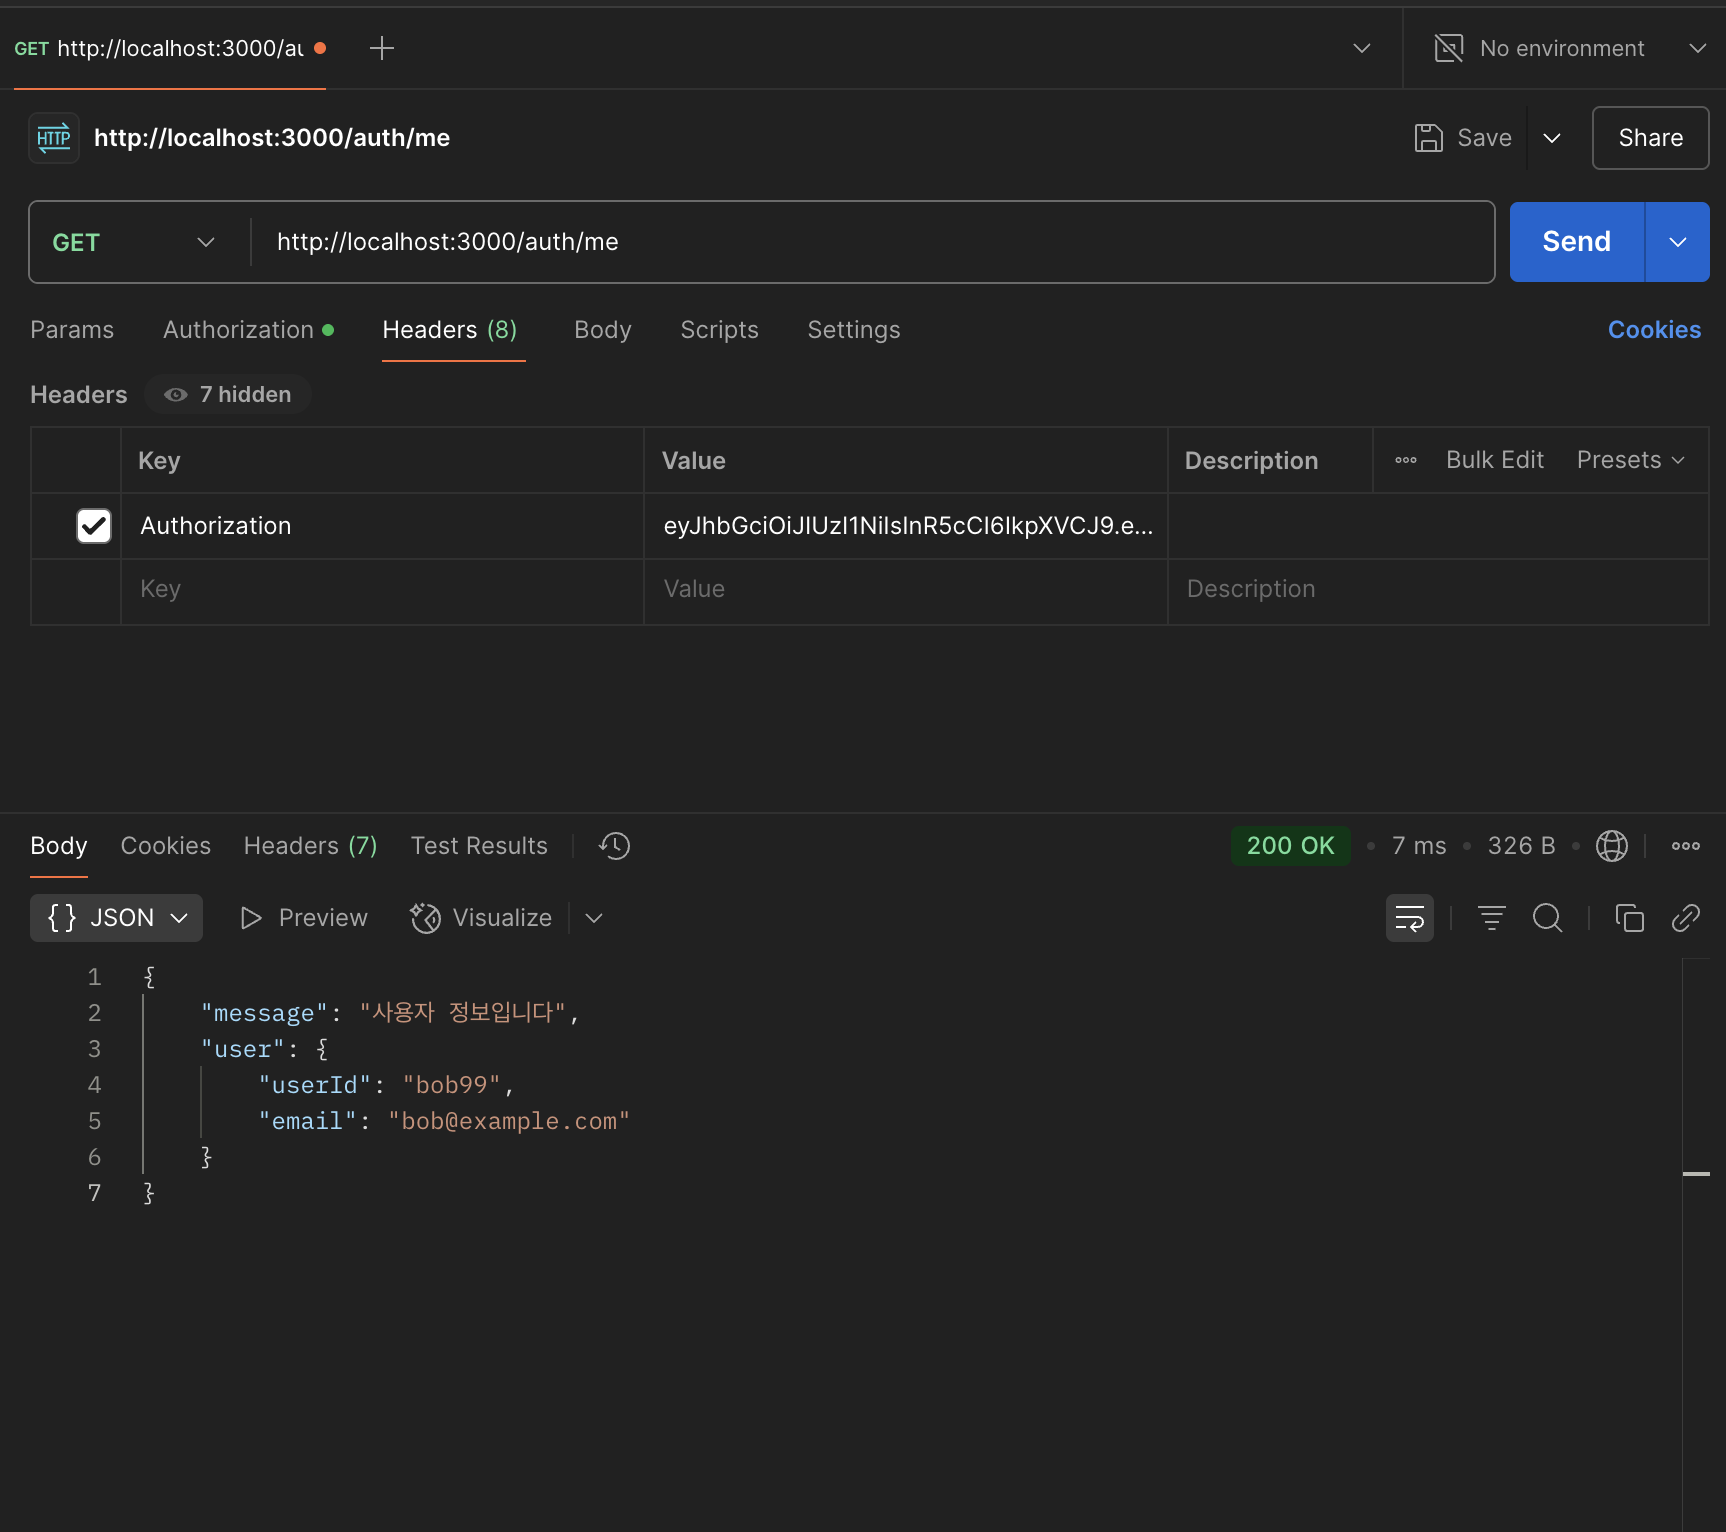 GET http://localhost:3000/au
No environment
HTTP http://localhost:3000/auth/me
Save
Share
GET http://localhost:3000/auth/me
Send
Params Authorization Headers (8) Body Scripts Settings Cookies
Headers 7 hidden
Key Value Description Bulk Edit Presets
Authorization eyJhbGciOiJIUzI1NiIsInR5cCI6IkpXVCJ9.e...
Key Value Description
Body Cookies Headers (7) Test Results 200 OK • 7 ms • 326 B
{} JSON Preview Visualize
1 {
2 "message": "사용자 정보입니다",
3 "user": {
4 "userId": "bob99",
5 "email": "bob@example.com"
6 }
7 }